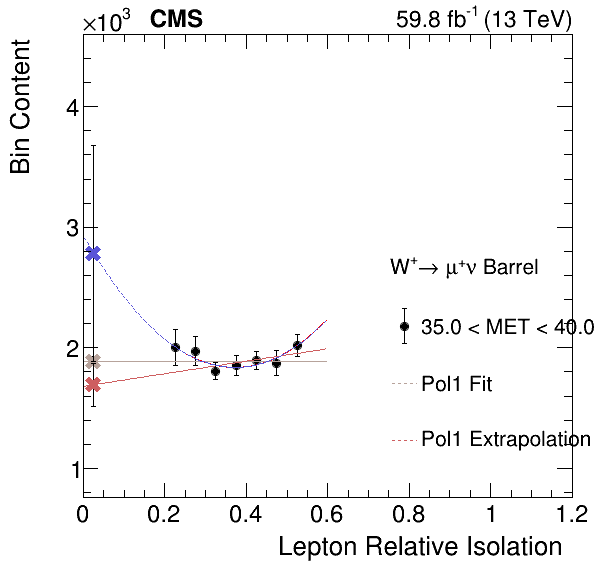 ×10³ CMS 59.8 fb⁻¹ (13 TeV)
Bin Content
4
3
2
1
W⁺→ μ⁺ν Barrel
35.0 < MET < 40.0
Pol1 Fit
Pol1 Extrapolation
0 0.2 0.4 0.6 0.8 1 1.2
Lepton Relative Isolation